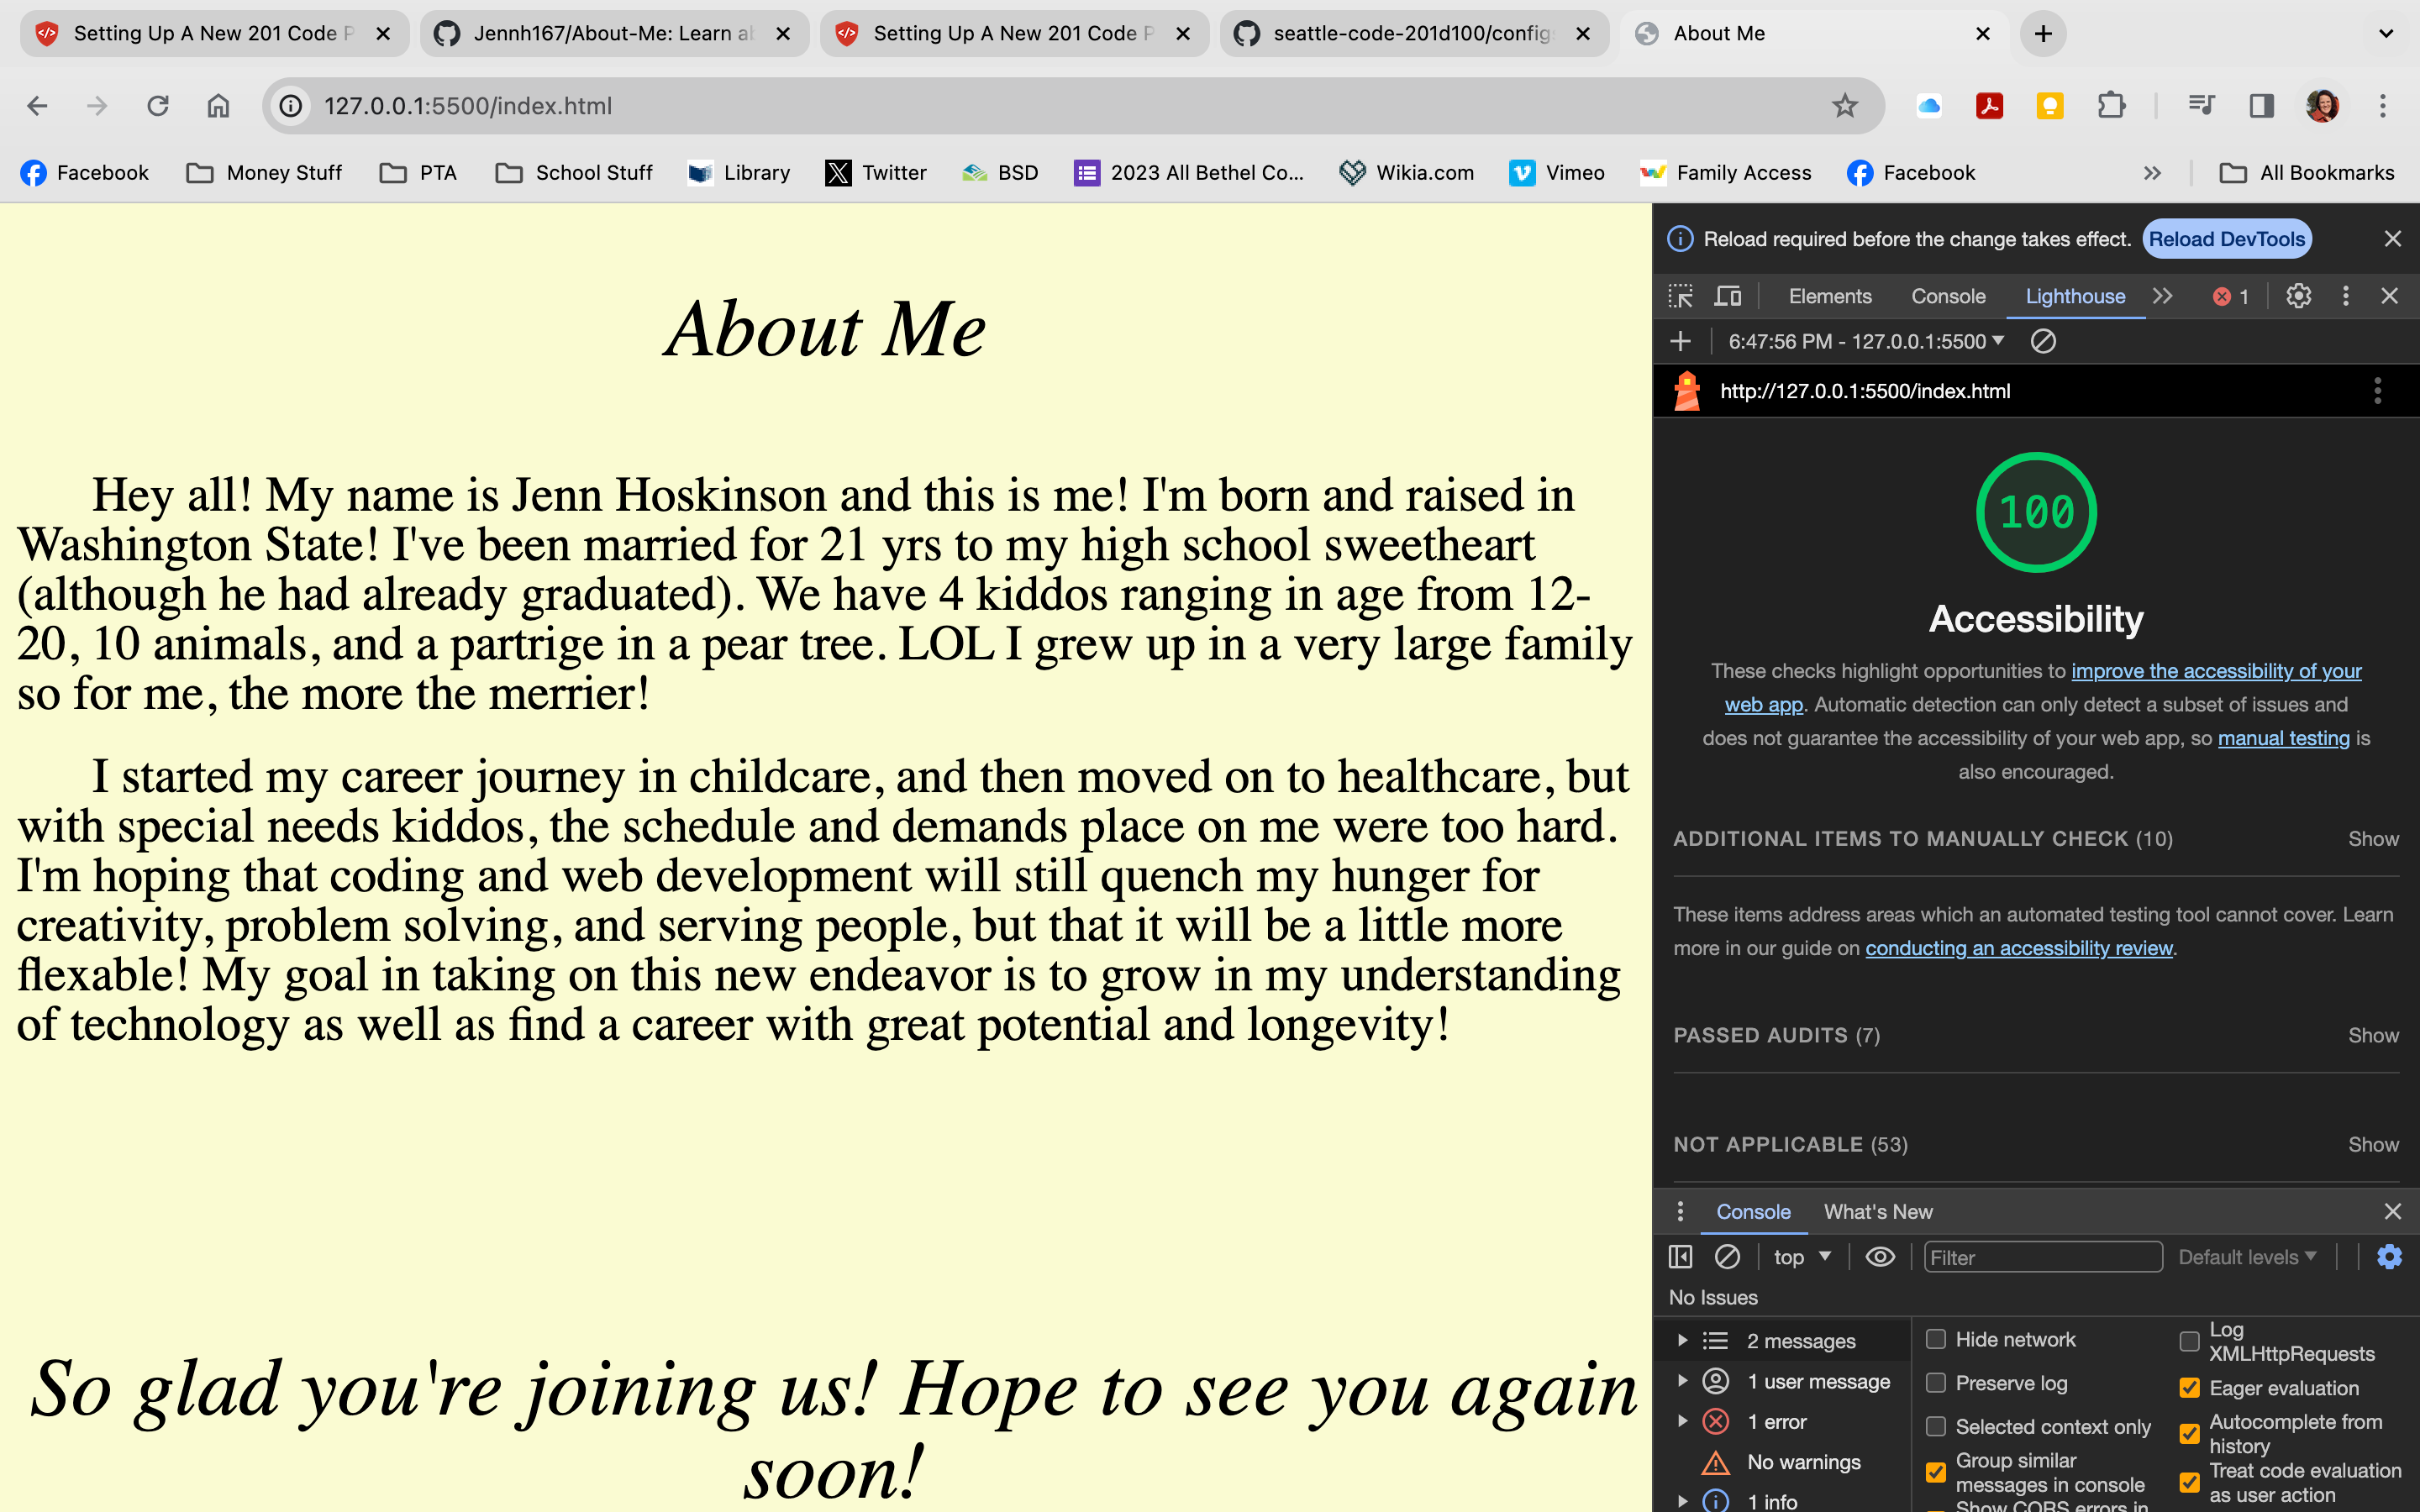 Setting Up A New 201 Code P
Jennh167/About-Me: Learn al
Setting Up A New 201 Code P
seattle-code-201d100/configs
About Me
127.0.0.1:5500/index.html
Facebook
Money Stuff
PTA
School Stuff
Library
Twitter
BSD
2023 All Bethel Co...
Wikia.com
Vimeo
Family Access
Facebook
All Bookmarks
About Me
Hey all! My name is Jenn Hoskinson and this is me! I'm born and raised in
Washington State! I've been married for 21 yrs to my high school sweetheart
(although he had already graduated). We have 4 kiddos ranging in age from 12-
20, 10 animals, and a partrige in a pear tree. LOL I grew up in a very large family
so for me, the more the merrier!
I started my career journey in childcare, and then moved on to healthcare, but
with special needs kiddos, the schedule and demands place on me were too hard.
I'm hoping that coding and web development will still quench my hunger for
creativity, problem solving, and serving people, but that it will be a little more
flexable! My goal in taking on this new endeavor is to grow in my understanding
of technology as well as find a career with great potential and longevity!
So glad you're joining us! Hope to see you again
soon!
Reload required before the change takes effect. Reload DevTools
Elements Console Lighthouse 1
6:47:56 PM - 127.0.0.1:5500
http://127.0.0.1:5500/index.html
100
Accessibility
These checks highlight opportunities to improve the accessibility of your
web app. Automatic detection can only detect a subset of issues and
does not guarantee the accessibility of your web app, so manual testing is
also encouraged.
ADDITIONAL ITEMS TO MANUALLY CHECK (10) Show
These items address areas which an automated testing tool cannot cover. Learn
more in our guide on conducting an accessibility review.
PASSED AUDITS (7) Show
NOT APPLICABLE (53) Show
Console What's New
top Filter Default levels
No Issues
2 messages
1 user message
1 error
No warnings
1 info
Hide network
Preserve log
Selected context only
Group similar
messages in console
Show CORS errors in
Log
XMLHttpRequests
Eager evaluation
Autocomplete from
history
Treat code evaluation
as user action